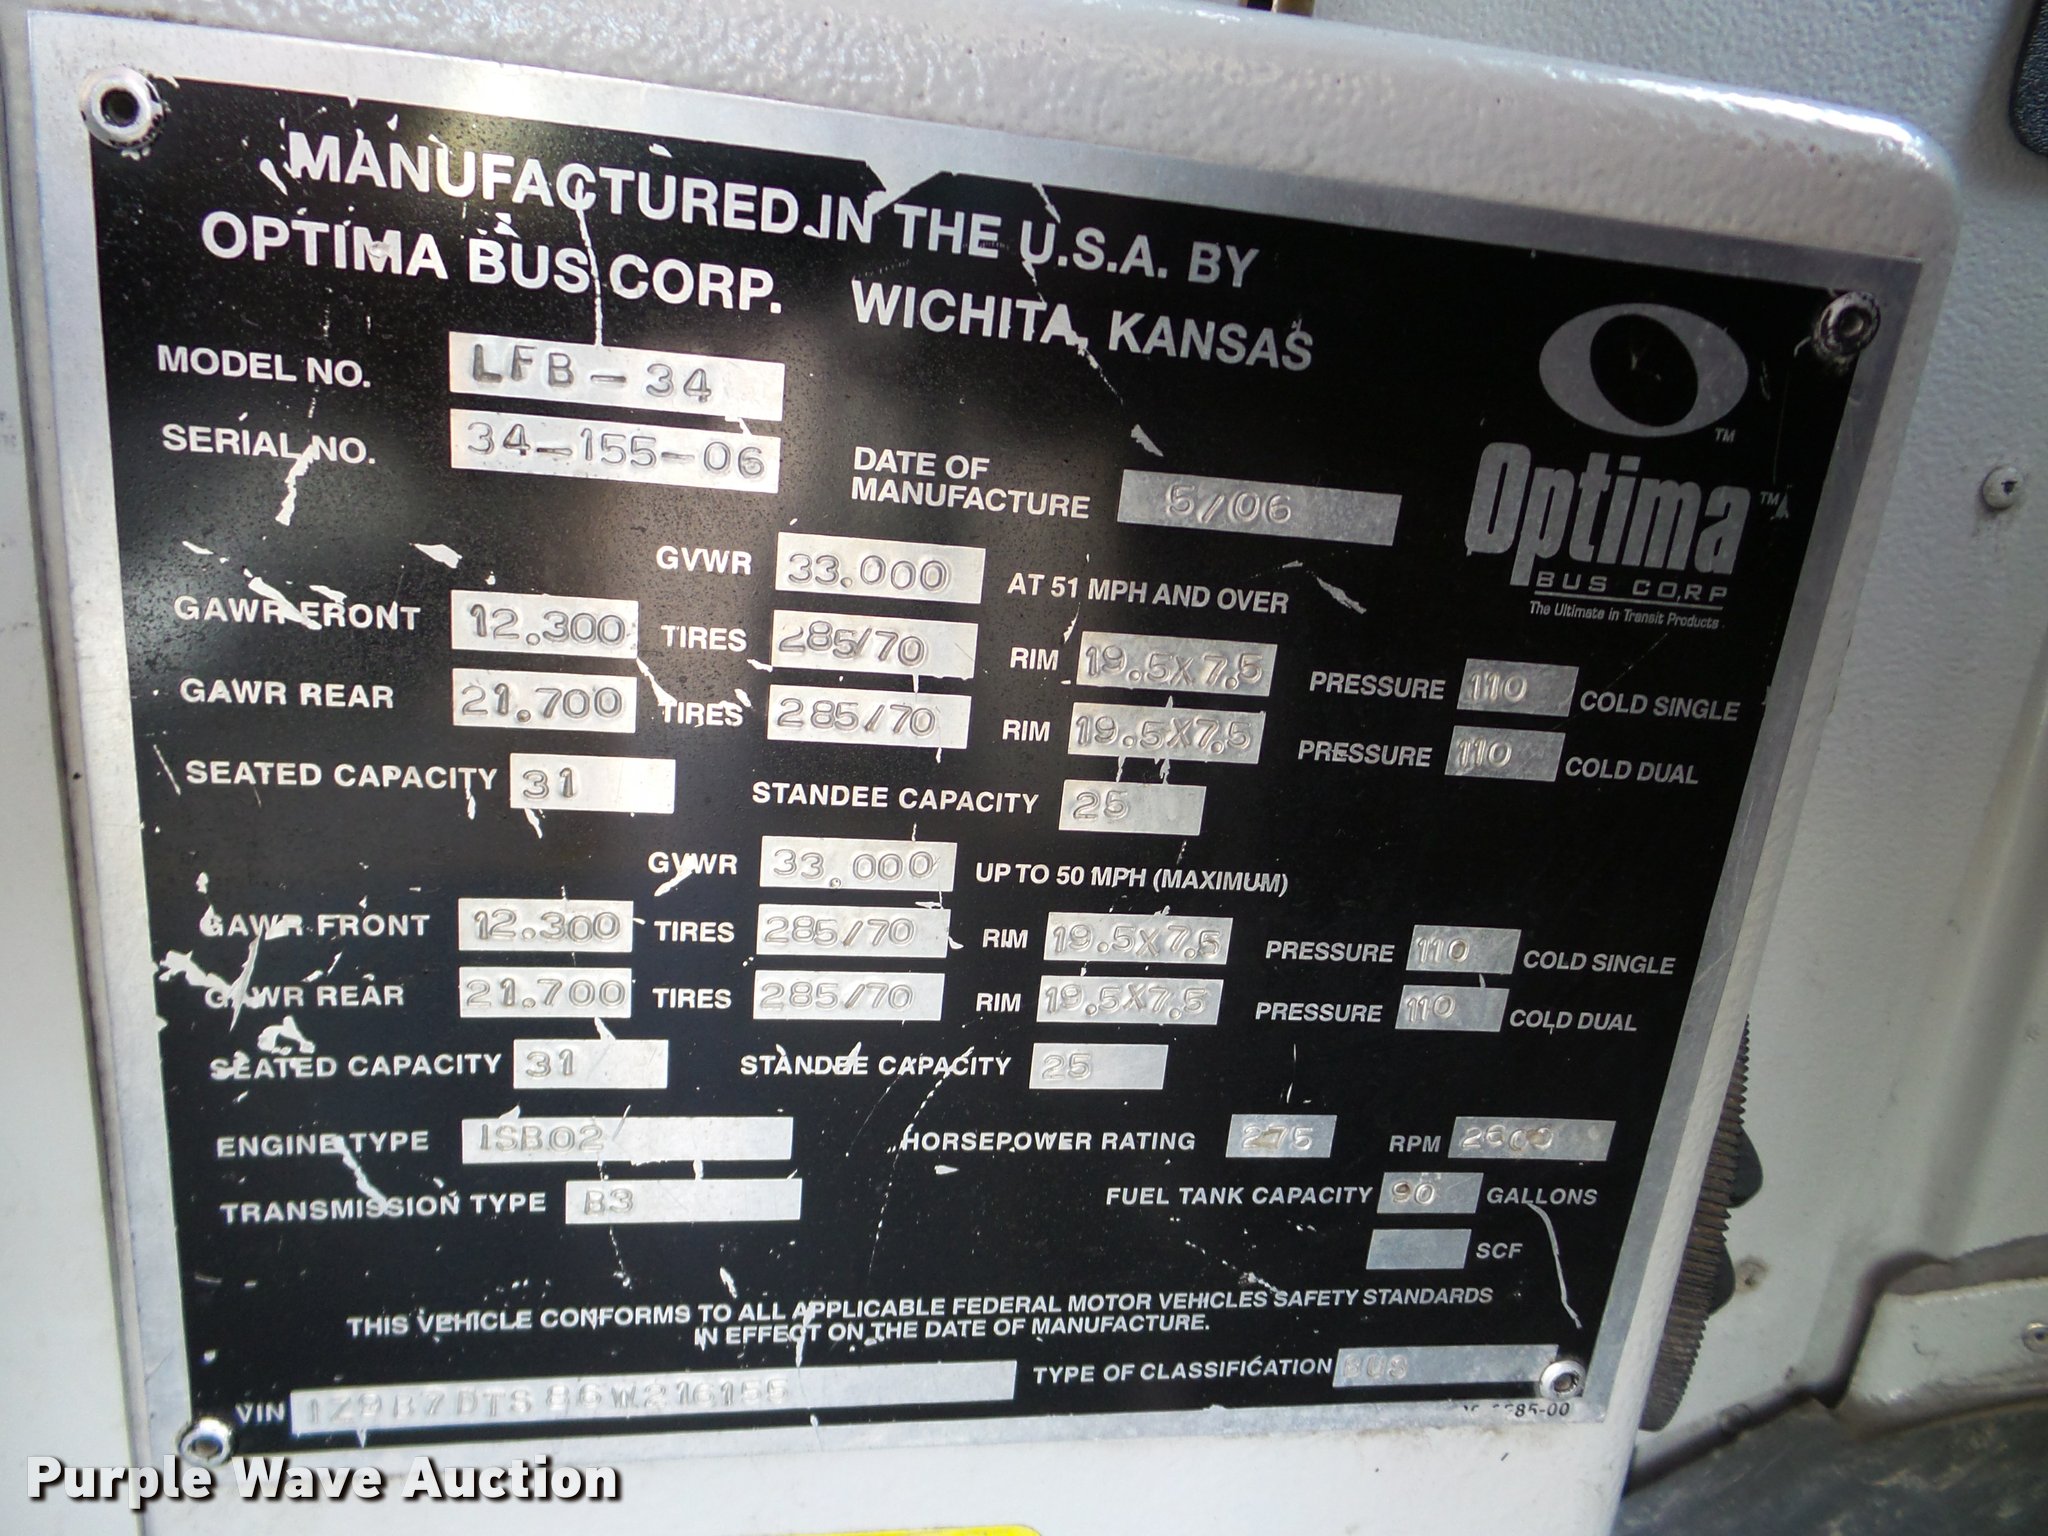 MANUFACTURED IN THE U.S.A. BY
OPTIMA BUS CORP. WICHITA, KANSAS
MODEL NO. LFB-34
SERIAL NO. 34-155-06
DATE OF
MANUFACTURE 5/06
TM
Optima TM
BUS CORP
The Ultimate in Transit Products
GVWR 33.000 AT 51 MPH AND OVER
GAWR FRONT 12.300 TIRES 285/70 RIM 19.5X7.5 PRESSURE 110 COLD SINGLE
GAWR REAR 21.700 TIRES 285/70 RIM 19.5X7.5 PRESSURE 110 COLD DUAL
SEATED CAPACITY 31 STANDEE CAPACITY 25
GVWR 33.000 UP TO 50 MPH (MAXIMUM)
GAWR FRONT 12.300 TIRES 285/70 RIM 19.5X7.5 PRESSURE 110 COLD SINGLE
GAWR REAR 21.700 TIRES 285/70 RIM 19.5X7.5 PRESSURE 110 COLD DUAL
SEATED CAPACITY 31 STANDEE CAPACITY 25
ENGINE TYPE ISB02 HORSEPOWER RATING 275 RPM 2600
TRANSMISSION TYPE B3 FUEL TANK CAPACITY 90 GALLONS
SCF
THIS VEHICLE CONFORMS TO ALL APPLICABLE FEDERAL MOTOR VEHICLES SAFETY STANDARDS
IN EFFECT ON THE DATE OF MANUFACTURE.
VIN 1Z9B7DTS86W216155 TYPE OF CLASSIFICATION BUS
Purple Wave Auction